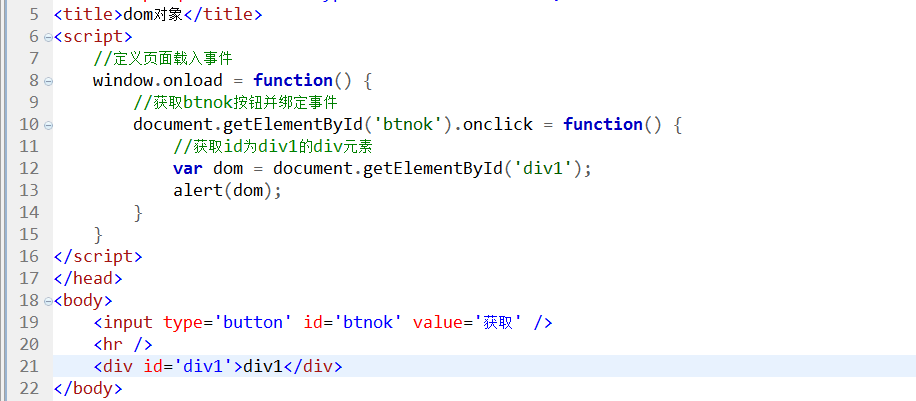 5 <title>dom对象</title>
6 <script>
7 //定义页面载入事件
8 window.onload = function() {
9 //获取btnok按钮并绑定事件
10 document.getElementById('btnok').onclick = function() {
11 //获取id为div1的div元素
12 var dom = document.getElementById('div1');
13 alert(dom);
14 }
15 }
16 </script>
17 </head>
18 <body>
19 <input type='button' id='btnok' value='获取' />
20 <hr />
21 <div id='div1'>div1</div>
22 </body>